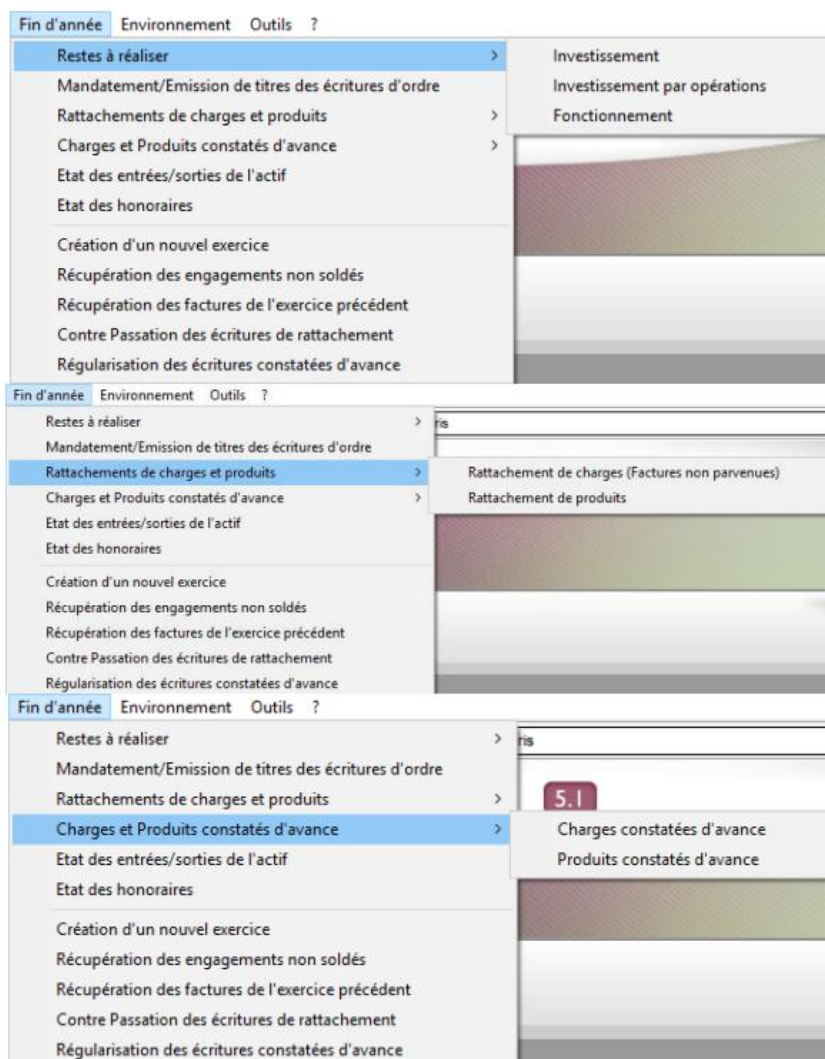 Fin d'année Environnement Outils ?
Restes à réaliser > Investissement
Mandatement/Emission de titres des écritures d'ordre Investissement par opérations
Rattachements de charges et produits > Fonctionnement
Charges et Produits constatés d'avance >
Etat des entrées/sorties de l'actif
Etat des honoraires
Création d'un nouvel exercice
Récupération des engagements non soldés
Récupération des factures de l'exercice précédent
Contre Passation des écritures de rattachement
Régularisation des écritures constatées d'avance
Fin d'année Environnement Outils ?
Restes à réaliser > ris
Mandatement/Emission de titres des écritures d'ordre
Rattachements de charges et produits > Rattachement de charges (Factures non parvenues)
Charges et Produits constatés d'avance > Rattachement de produits
Etat des entrées/sorties de l'actif
Etat des honoraires
Création d'un nouvel exercice
Récupération des engagements non soldés
Récupération des factures de l'exercice précédent
Contre Passation des écritures de rattachement
Régularisation des écritures constatées d'avance
Fin d'année Environnement Outils ?
Restes à réaliser > ris
Mandatement/Emission de titres des écritures d'ordre
Rattachements de charges et produits > 5.1
Charges et Produits constatés d'avance > Charges constatées d'avance
Etat des entrées/sorties de l'actif Produits constatés d'avance
Etat des honoraires
Création d'un nouvel exercice
Récupération des engagements non soldés
Récupération des factures de l'exercice précédent
Contre Passation des écritures de rattachement
Régularisation des écritures constatées d'avance